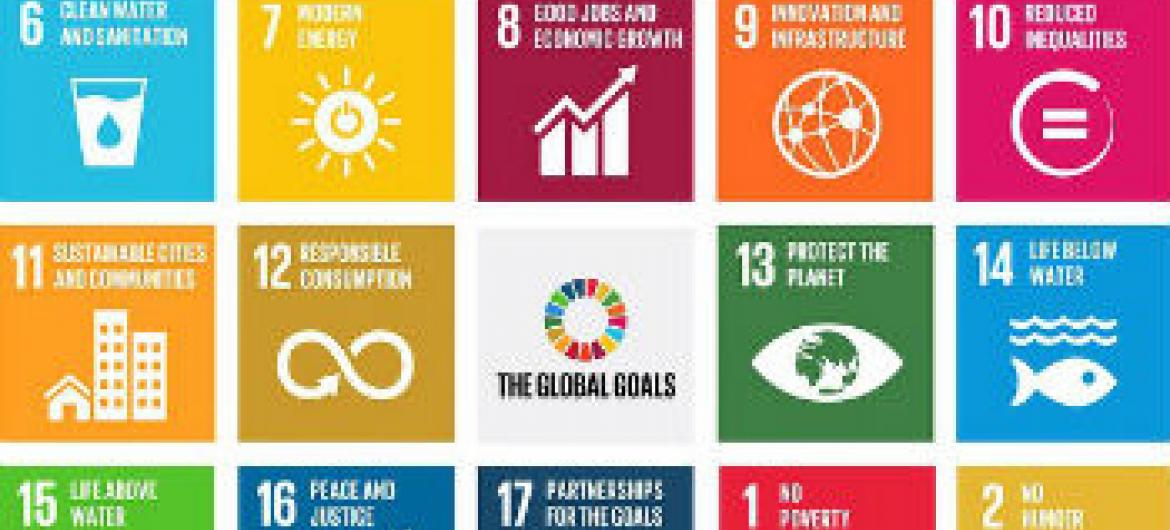 6 CLEAN WATER
AND SANITATION
7 MODERN
ENERGY
8 GOOD JOBS AND
ECONOMIC GROWTH
9 INNOVATION AND
INFRASTRUCTURE
10 REDUCED
INEQUALITIES
11 SUSTAINABLE CITIES
AND COMMUNITIES
12 RESPONSIBLE
CONSUMPTION
THE GLOBAL GOALS
13 PROTECT THE
PLANET
14 LIFE BELOW
WATER
15 LIFE ABOVE
WATER
16 PEACE AND
JUSTICE
17 PARTNERSHIPS
FOR THE GOALS
1 NO
POVERTY
2 NO
HUNGER